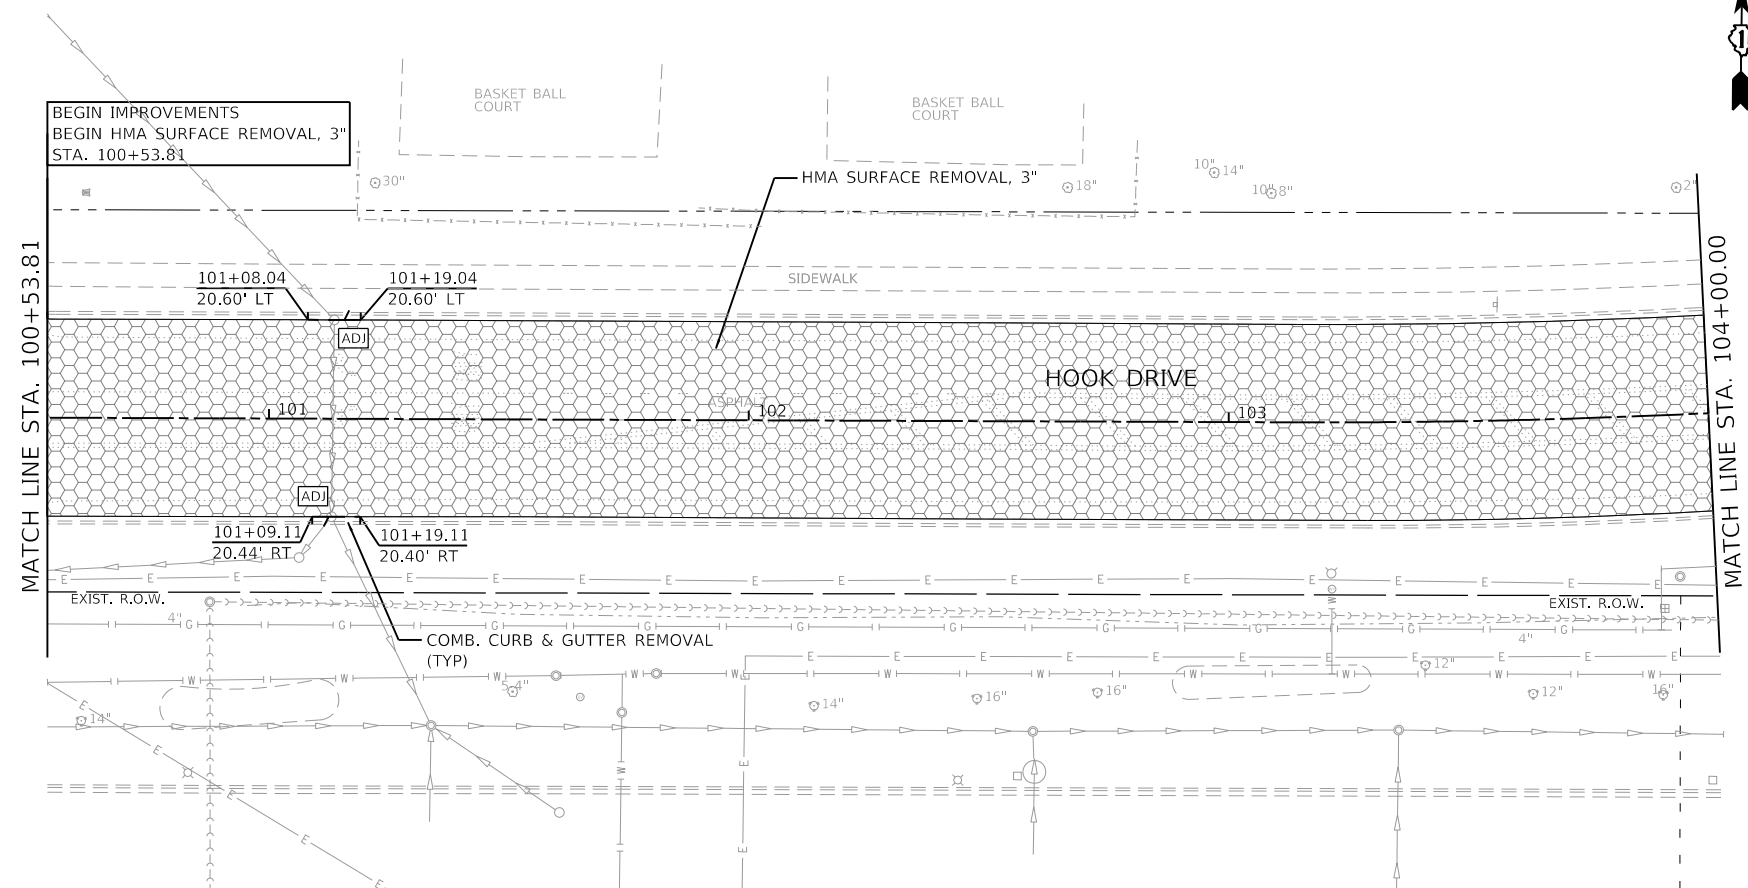 BASKET BALL
COURT
BASKET BALL
COURT
1
BEGIN IMPROVEMENTS
BEGIN HMA SURFACE REMOVAL, 3"
STA. 100+53.81
30"
HMA SURFACE REMOVAL, 3"
18"
10"
14"
10"
8"
2"
MATCH LINE STA. 100+53.81
101+08.04
20.60' LT
101+19.04
20.60' LT
SIDEWALK
MATCH LINE STA. 104+00.00
ADJ
HOOK DRIVE
ASPHALT
101
102
103
ADJ
101+09.11
20.44' RT
101+19.11
20.40' RT
E E E E E E E E E E E E E E E E E E E
EXIST. R.O.W.
EXIST. R.O.W.
W
4"
G G G G G G G G G G
4"
COMB. CURB & GUTTER REMOVAL
(TYP)
E E E E E E E E E E E
W W W W W W W W W W
12"
5-4"
14"
14"
16"
16"
12"
16"
E
E
E
E
E
W
E
E